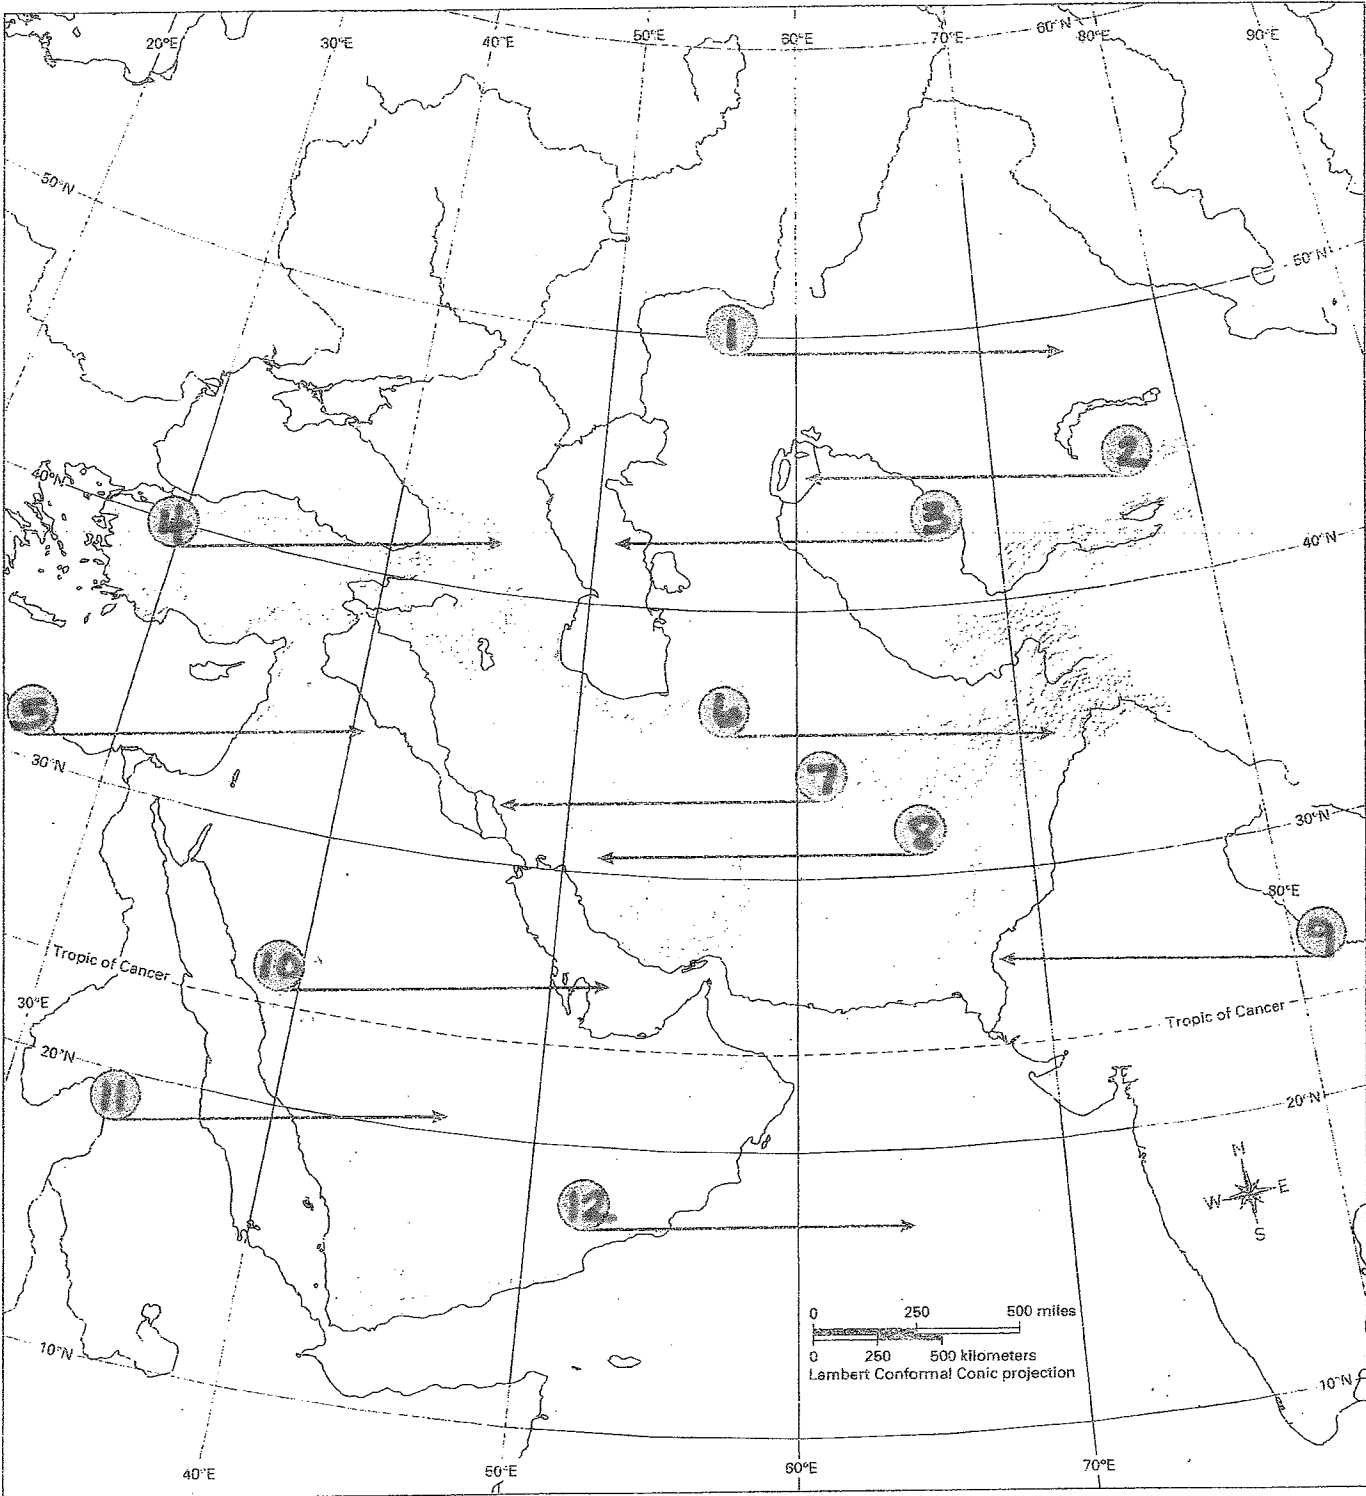 20°E
30°E
40°E
50°E
60°E
70°E
60°N
80°E
90°E
50°N
50°N
1
2
40°N
4
3
40°N
5
6
30°N
7
8
30°N
80°E
9
Tropic of Cancer
10
30°E
Tropic of Cancer
20°N
11
20°N
N
W E
S
12
0 250 500 miles
0 250 500 kilometers
Lambert Conformal Conic projection
10°N
10°N
40°E
50°E
60°E
70°E